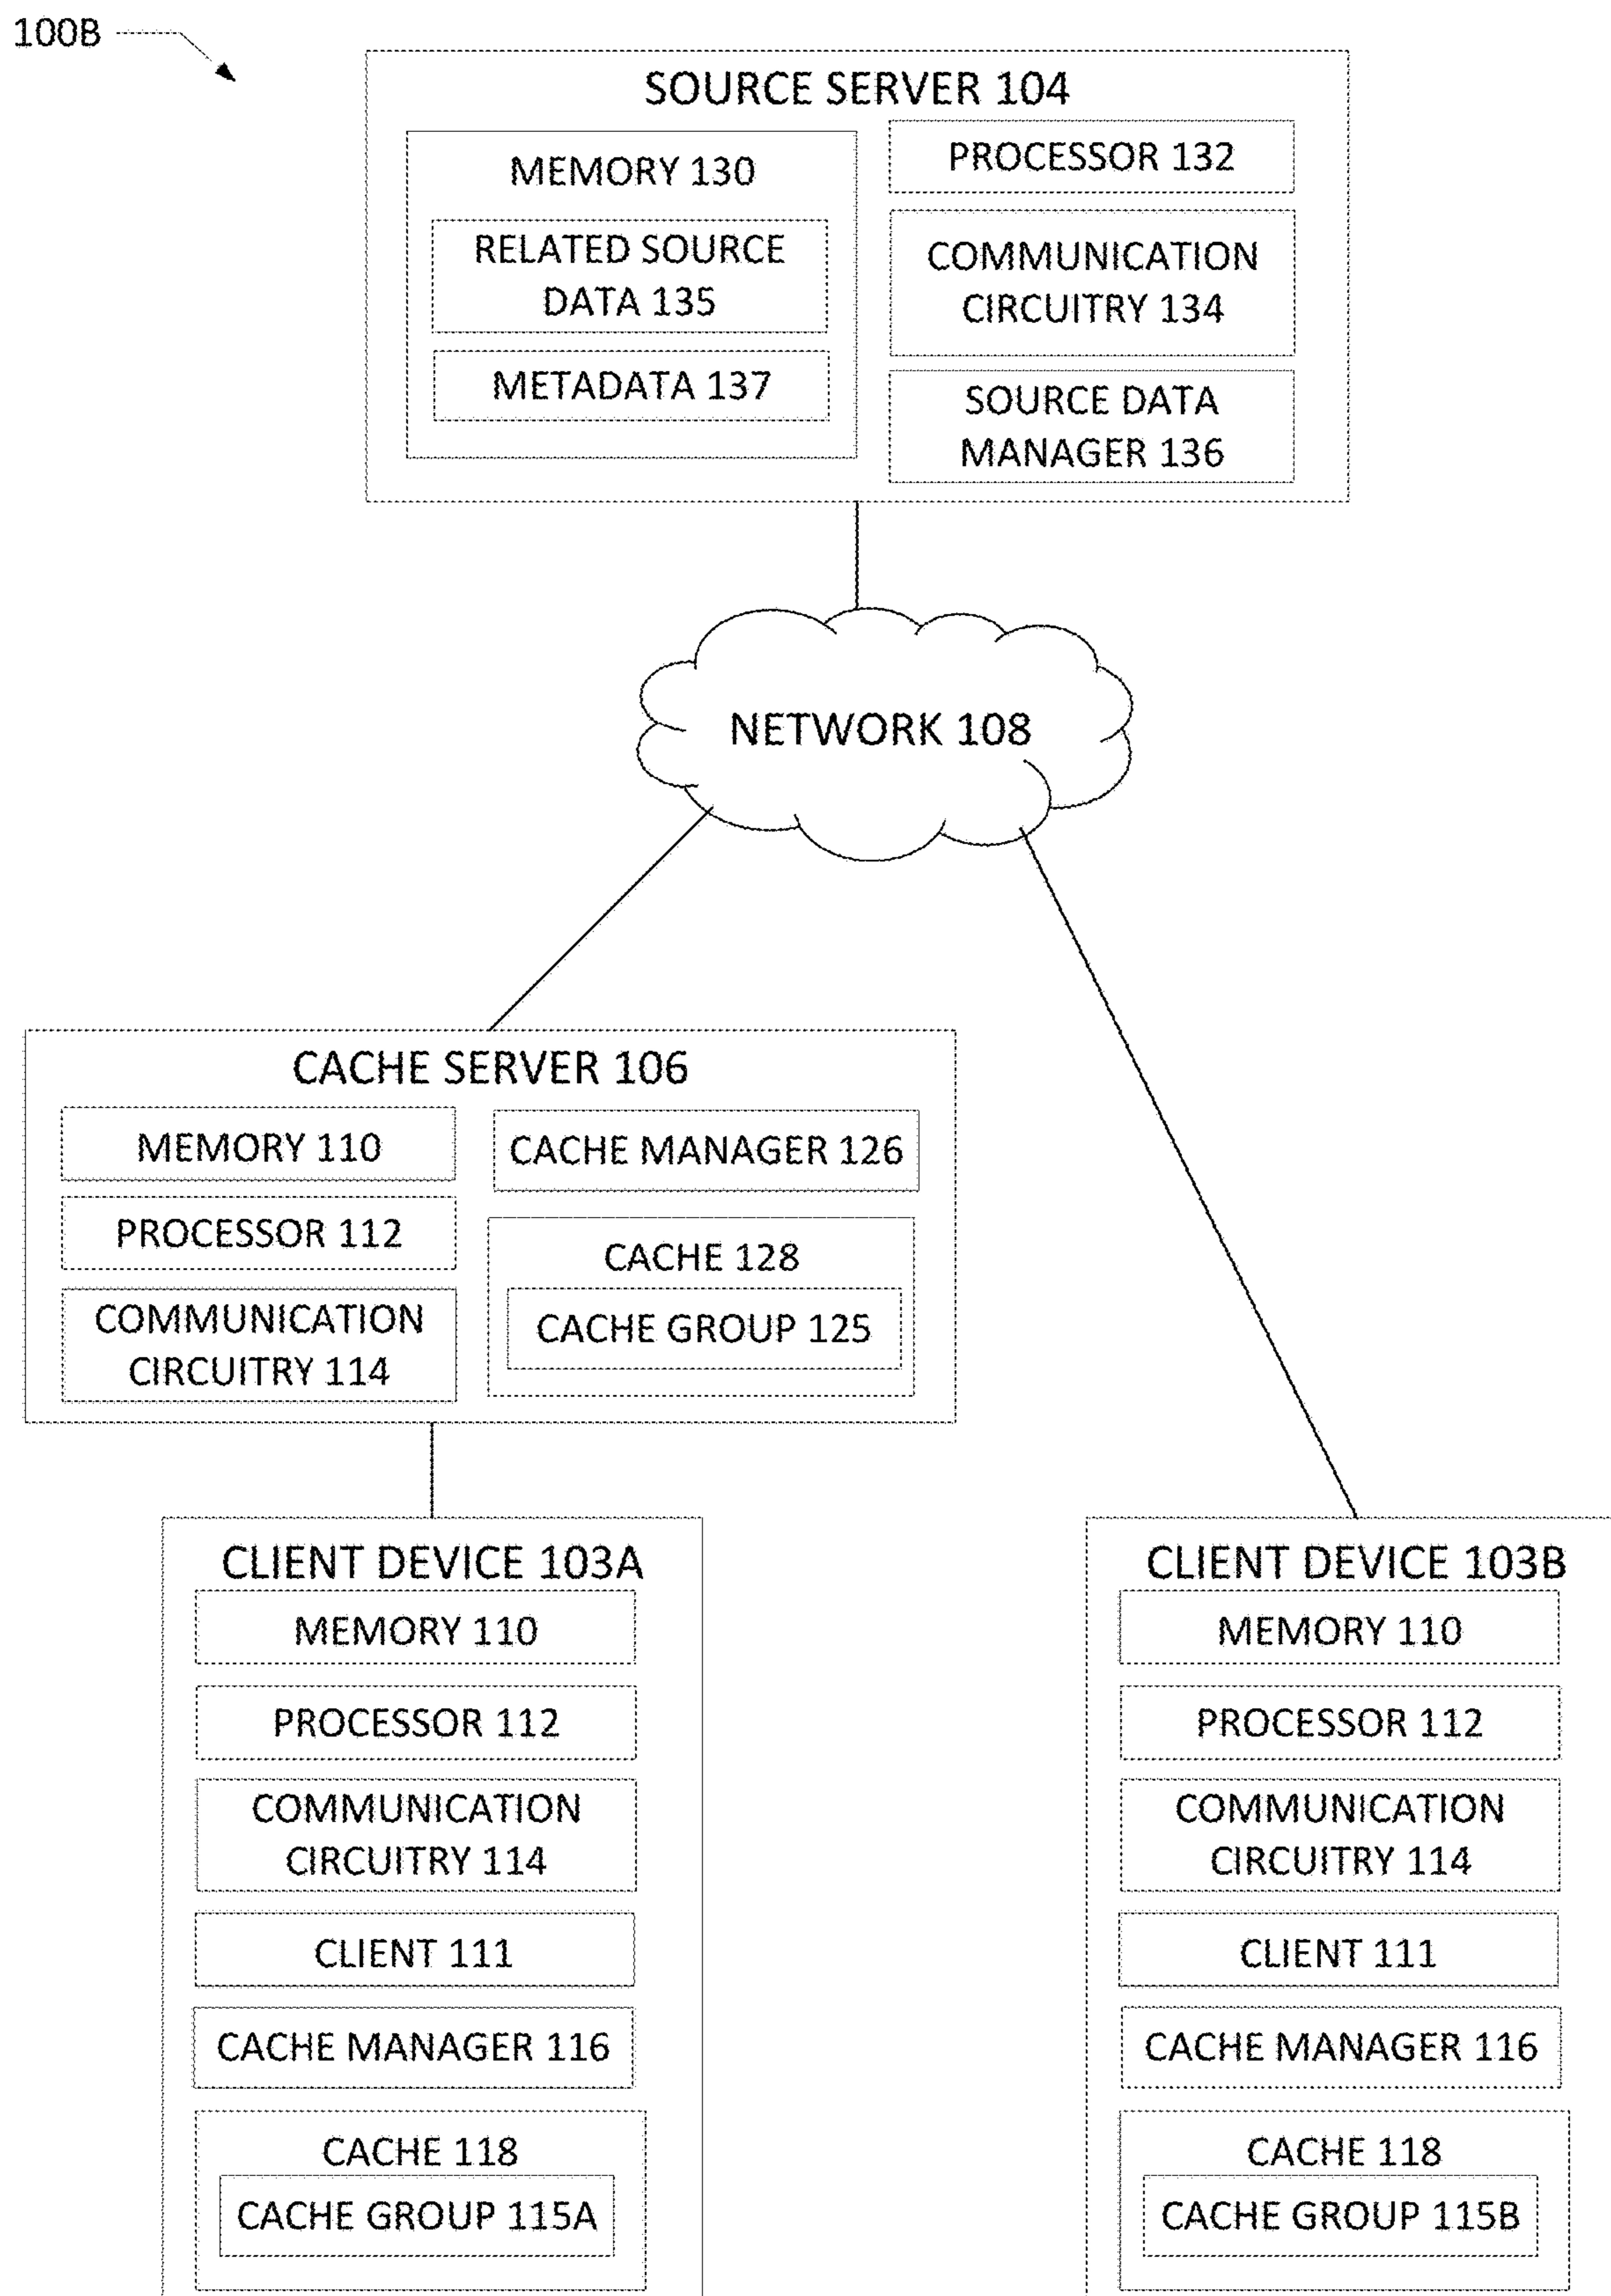 100B
SOURCE SERVER 104
MEMORY 130
RELATED SOURCE
DATA 135
METADATA 137
PROCESSOR 132
COMMUNICATION
CIRCUITRY 134
SOURCE DATA
MANAGER 136
NETWORK 108
CACHE SERVER 106
MEMORY 110
PROCESSOR 112
COMMUNICATION
CIRCUITRY 114
CACHE MANAGER 126
CACHE 128
CACHE GROUP 125
CLIENT DEVICE 103A
MEMORY 110
PROCESSOR 112
COMMUNICATION
CIRCUITRY 114
CLIENT 111
CACHE MANAGER 116
CACHE 118
CACHE GROUP 115A
CLIENT DEVICE 103B
MEMORY 110
PROCESSOR 112
COMMUNICATION
CIRCUITRY 114
CLIENT 111
CACHE MANAGER 116
CACHE 118
CACHE GROUP 115B